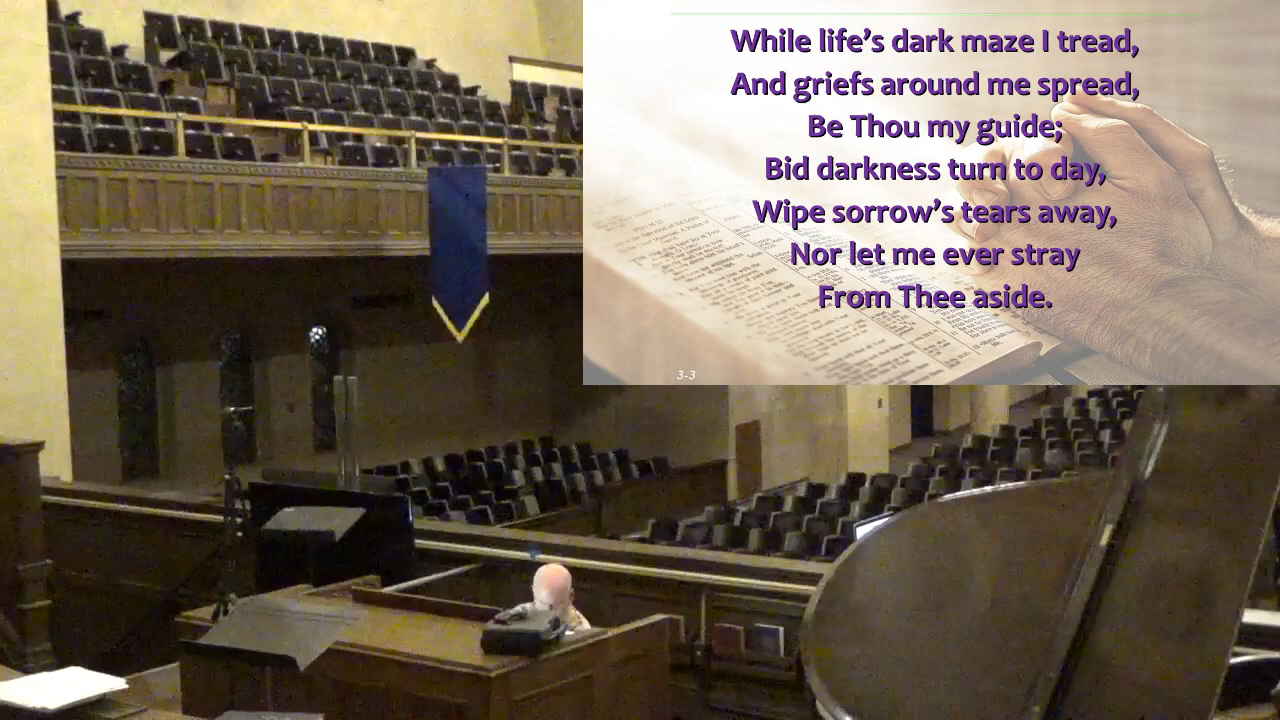 While life's dark maze I tread,
And griefs around me spread,
Be Thou my guide;
Bid darkness turn to day,
Wipe sorrow's tears away,
Nor let me ever stray
From Thee aside.
3-3